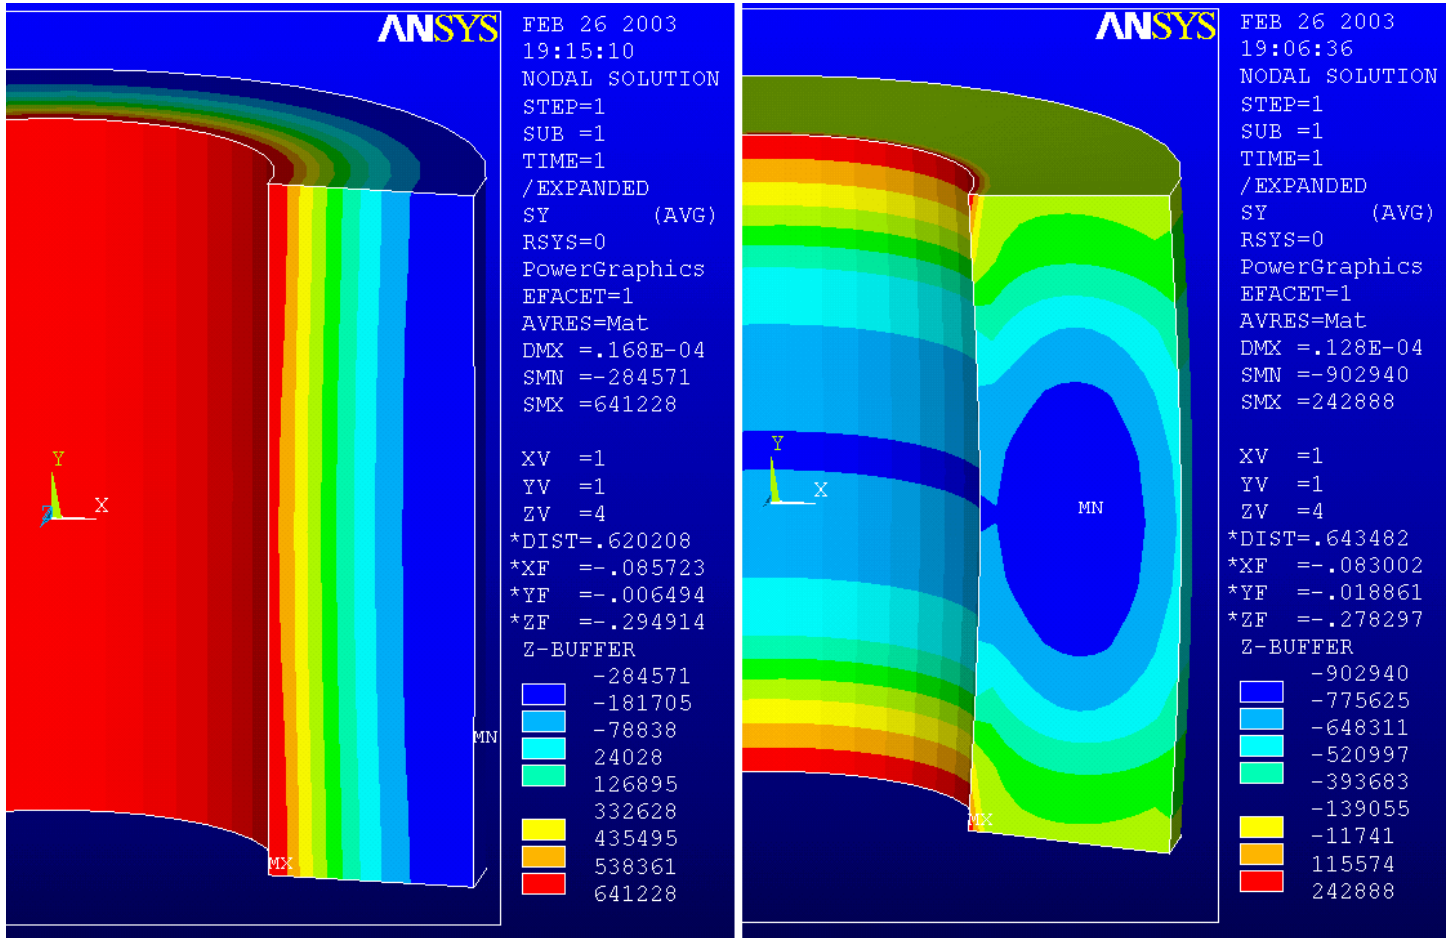 ANSYS
FEB 26 2003
19:15:10
NODAL SOLUTION
STEP=1
SUB =1
TIME=1
/EXPANDED
SY (AVG)
RSYS=0
PowerGraphics
EFACET=1
AVRES=Mat
DMX =.168E-04
SMN =-284571
SMX =641228
XV =1
YV =1
ZV =4
*DIST=.620208
*XF =-.085723
*YF =-.006494
*ZF =-.294914
Z-BUFFER
-284571
-181705
-78838
24028
126895
332628
435495
538361
641228
Y
X
Z
MN
MX
ANSYS
FEB 26 2003
19:06:36
NODAL SOLUTION
STEP=1
SUB =1
TIME=1
/EXPANDED
SY (AVG)
RSYS=0
PowerGraphics
EFACET=1
AVRES=Mat
DMX =.128E-04
SMN =-902940
SMX =242888
XV =1
YV =1
ZV =4
*DIST=.643482
*XF =-.083002
*YF =-.018861
*ZF =-.278297
Z-BUFFER
-902940
-775625
-648311
-520997
-393683
-139055
-11741
115574
242888
Y
X
MN
MX